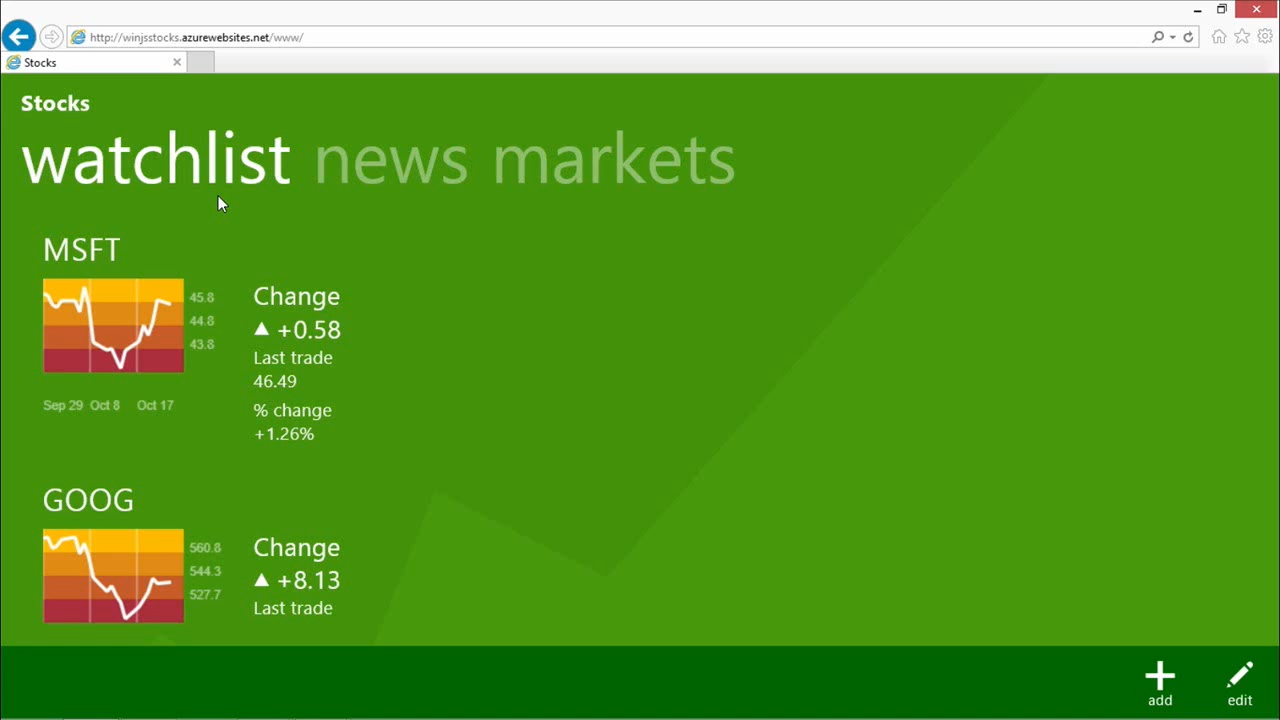 http://winjsstocks.azurewebsites.net/www/
Stocks
Stocks
watchlist news markets
MSFT
45.8
44.8
43.8
Sep 29 Oct 8 Oct 17
Change
+0.58
Last trade
46.49
% change
+1.26%
GOOG
560.8
544.3
527.7
Change
+8.13
Last trade
add
edit